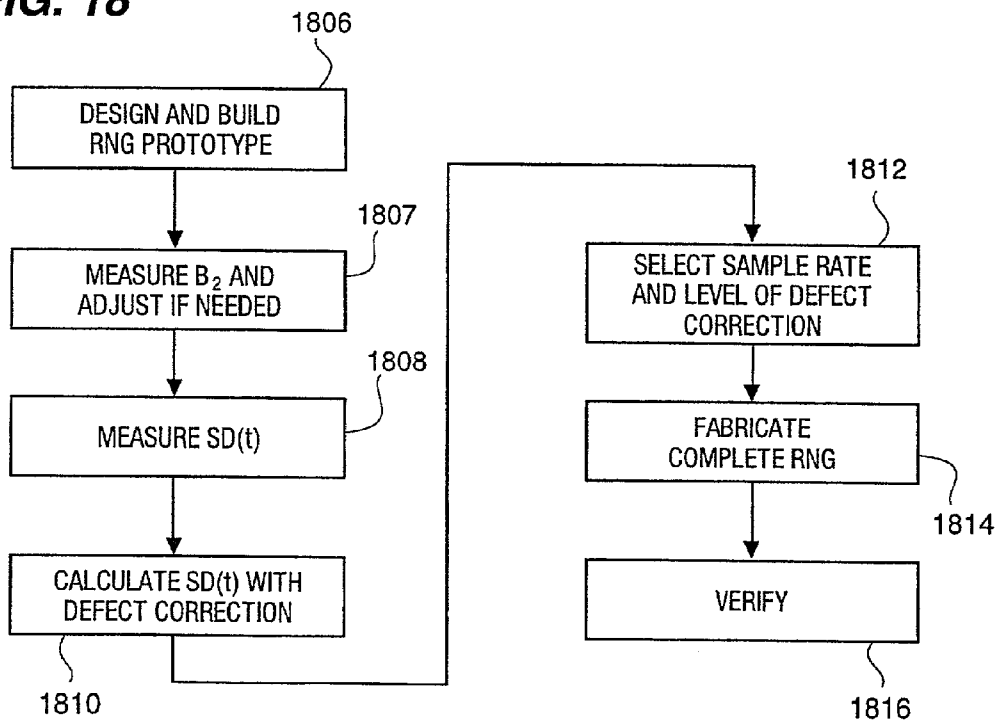 FIG. 18
1806
DESIGN AND BUILD
RNG PROTOTYPE
1807
MEASURE B₂ AND
ADJUST IF NEEDED
1808
MEASURE SD(t)
CALCULATE SD(t) WITH
DEFECT CORRECTION
1810
1812
SELECT SAMPLE RATE
AND LEVEL OF DEFECT
CORRECTION
FABRICATE
COMPLETE RNG
1814
VERIFY
1816